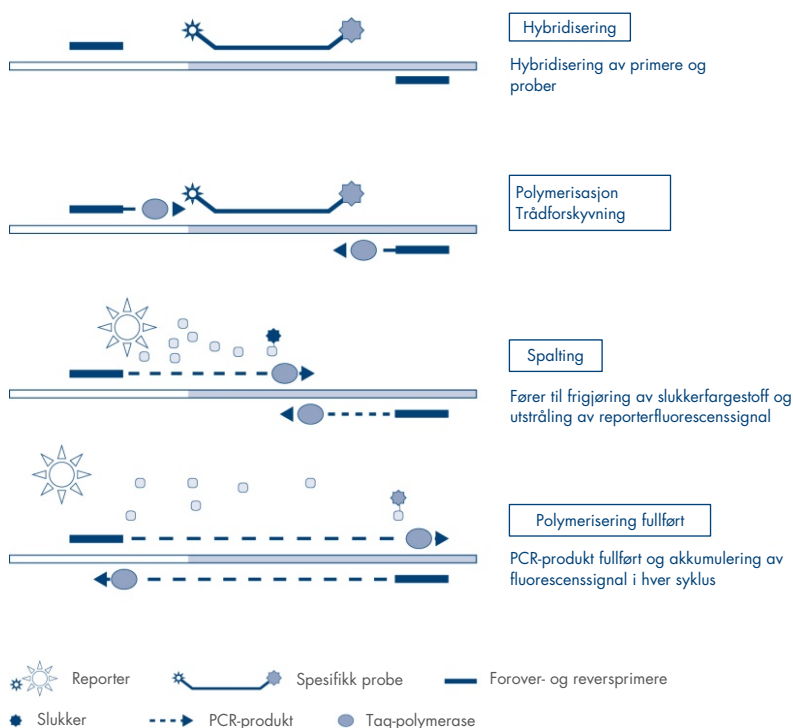 Hybridisering
Hybridisering av primere og
prober
Polymerisasjon
Trådforskyvning
Spalting
Fører til frigjøring av slukkerfargestoff og
utstråling av reporterfluorescenssignal
Polymerisering fullført
PCR-produkt fullført og akkumulering av
fluorescenssignal i hver syklus
Reporter
Spesifikk probe
Forover- og reversprimere
Slukker
PCR-produkt
Taq-polymerase